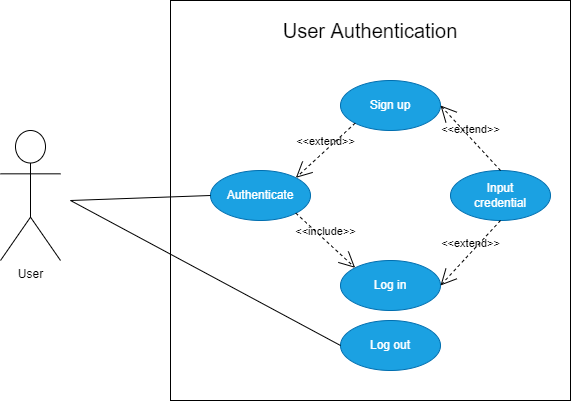 User Authentication
Sign up
<<extend>>
<<extend>>
Authenticate
Input
credential
<<include>>
<<extend>>
User
Log in
Log out